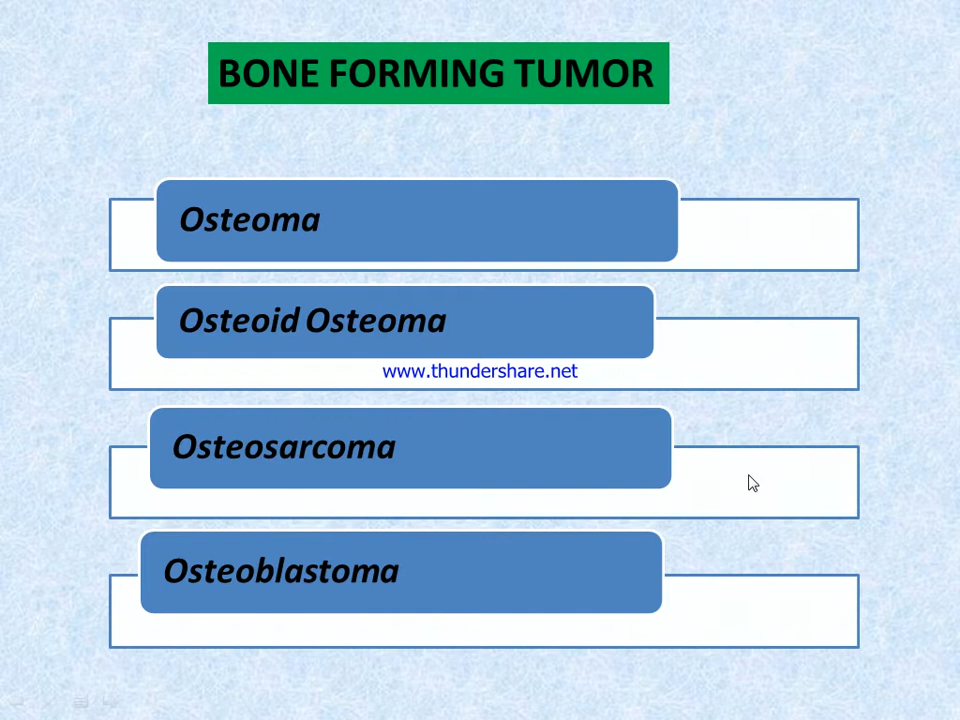 BONE FORMING TUMOR
Osteoma
Osteoid Osteoma
www.thundershare.net
Osteosarcoma
Osteoblastoma